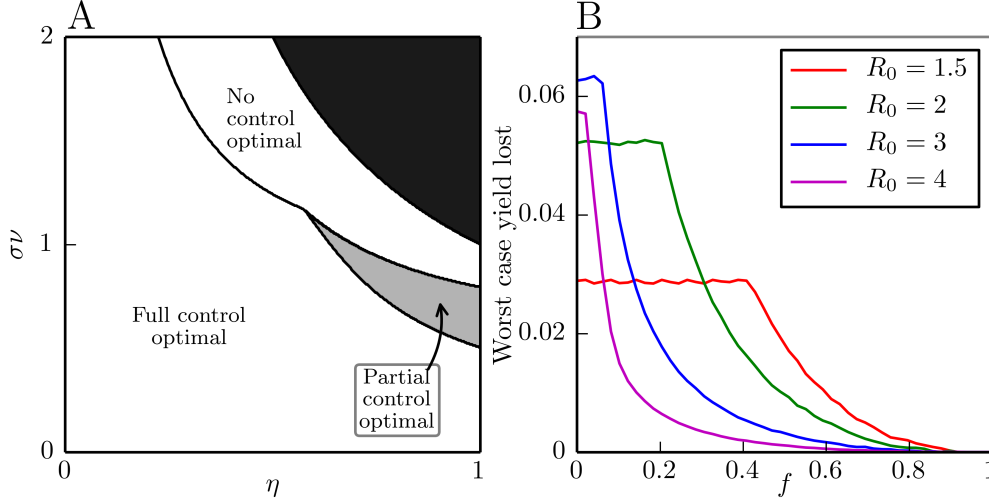 A
2
1
0
σν
0
1
η
No
control
optimal
Full control
optimal
Partial
control
optimal
B
0.06
0.04
0.02
0
Worst case yield lost
0
0.2
0.4
0.6
0.8
1
f
R₀ = 1.5
R₀ = 2
R₀ = 3
R₀ = 4